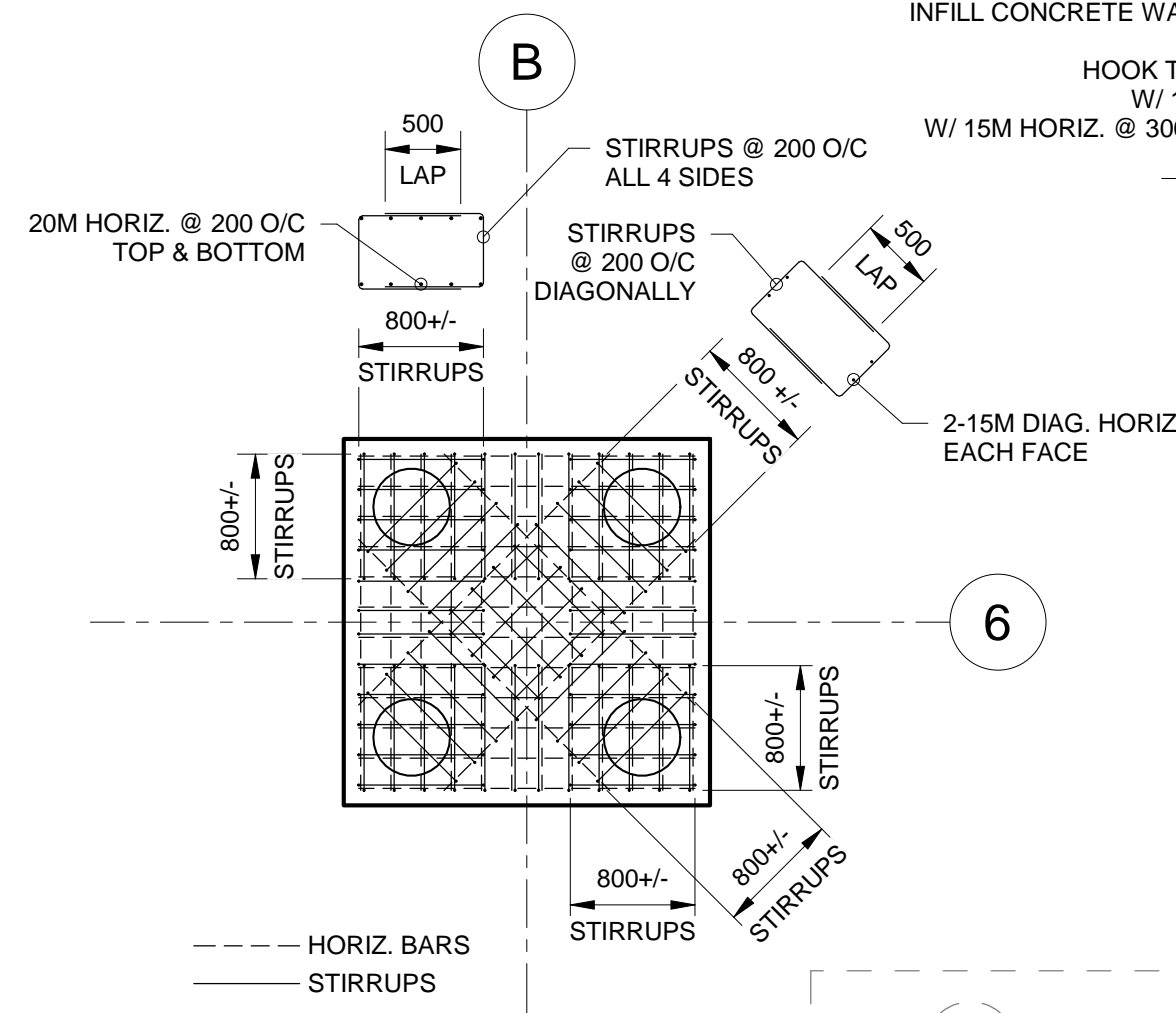 INFILL CONCRETE WA
B
HOOK T
W/ 1
W/ 15M HORIZ. @ 300
500
LAP
STIRRUPS @ 200 O/C
ALL 4 SIDES
20M HORIZ. @ 200 O/C
TOP & BOTTOM
STIRRUPS
@ 200 O/C
DIAGONALLY
500
LAP
800+/-
STIRRUPS
800 +/-
STIRRUPS
2-15M DIAG. HORIZ
EACH FACE
800+/-
STIRRUPS
6
800+/-
STIRRUPS
800+/-
STIRRUPS
800+/-
STIRRUPS
HORIZ. BARS
STIRRUPS